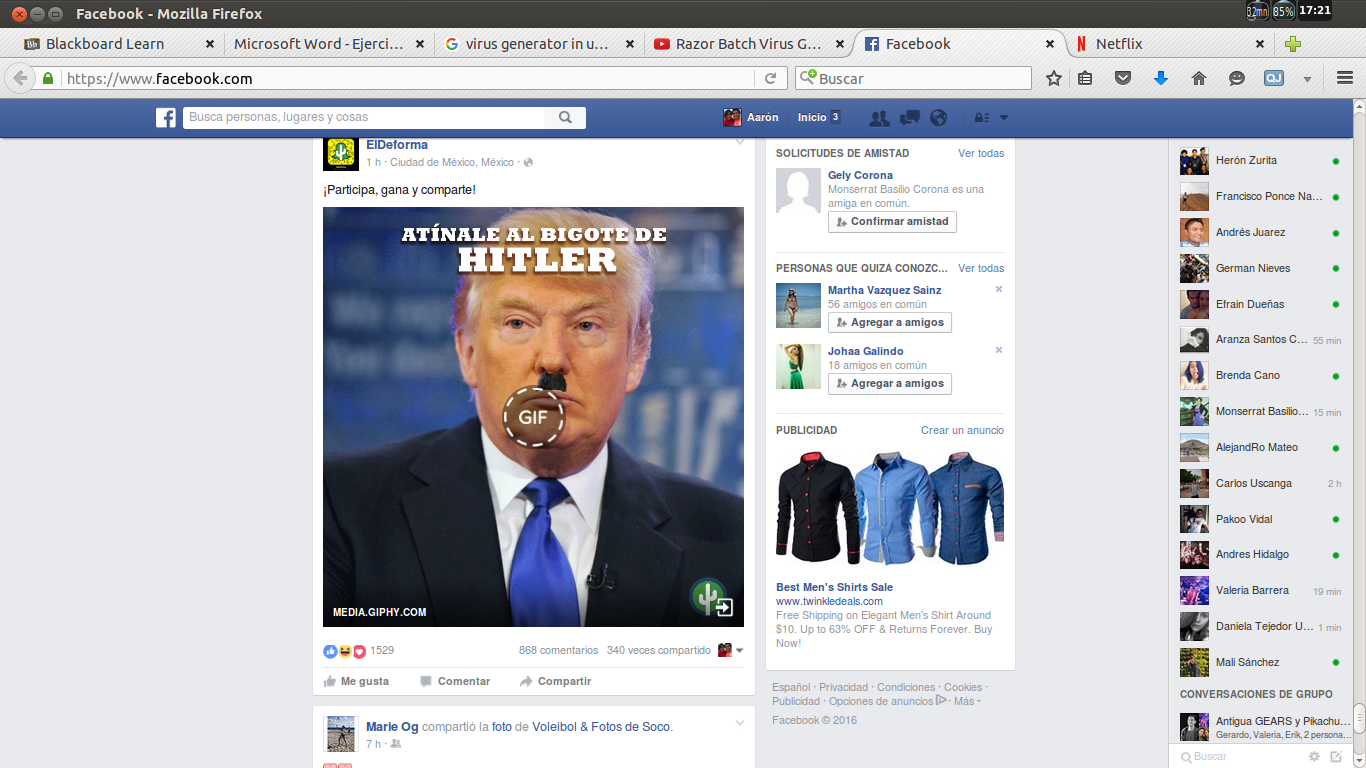 Facebook - Mozilla Firefox
32mn
85%
17:21
Bb
Blackboard Learn
Microsoft Word - Ejerci...
virus generator in u...
Razor Batch Virus G...
Facebook
Netflix
https://www.facebook.com
Buscar
Busca personas, lugares y cosas
Aarón
Inicio 3
ElDeforma
1 h · Ciudad de México, México ·
¡Participa, gana y comparte!
ATÍNALE AL BIGOTE DE
HITLER
GIF
MEDIA.GIPHY.COM
1529
868 comentarios 340 veces compartido
Me gusta Comentar Compartir
Marie Og compartió la foto de Voleibol & Fotos de Soco.
7 h ·
SOLICITUDES DE AMISTAD Ver todas
Gely Corona
Monserrat Basilio Corona es una
amiga en común.
Confirmar amistad
PERSONAS QUE QUIZA CONOZC... Ver todas
Martha Vazquez Sainz
56 amigos en común
Agregar a amigos
Johaa Galindo
18 amigos en común
Agregar a amigos
PUBLICIDAD Crear un anuncio
Best Men's Shirts Sale
www.twinkledeals.com
Free Shipping on Elegant Men's Shirt Around
$10. Up to 63% OFF & Returns Forever. Buy
Now!
Español · Privacidad · Condiciones · Cookies ·
Publicidad · Opciones de anuncios · Más
Facebook © 2016
Herón Zurita
Francisco Ponce Na...
Andrés Juarez
German Nieves
Efrain Dueñas
Aranza Santos C... 55 min
Brenda Cano
Monserrat Basilio... 15 min
AlejandRo Mateo
Carlos Uscanga 2 h
Pakoo Vidal
Andres Hidalgo
Valeria Barrera 19 min
Daniela Tejedor U... 1 min
Mali Sánchez
CONVERSACIONES DE GRUPO
Antigua GEARS y Pikachu...
Gerardo, Valeria, Erik, 2 persona...
Buscar